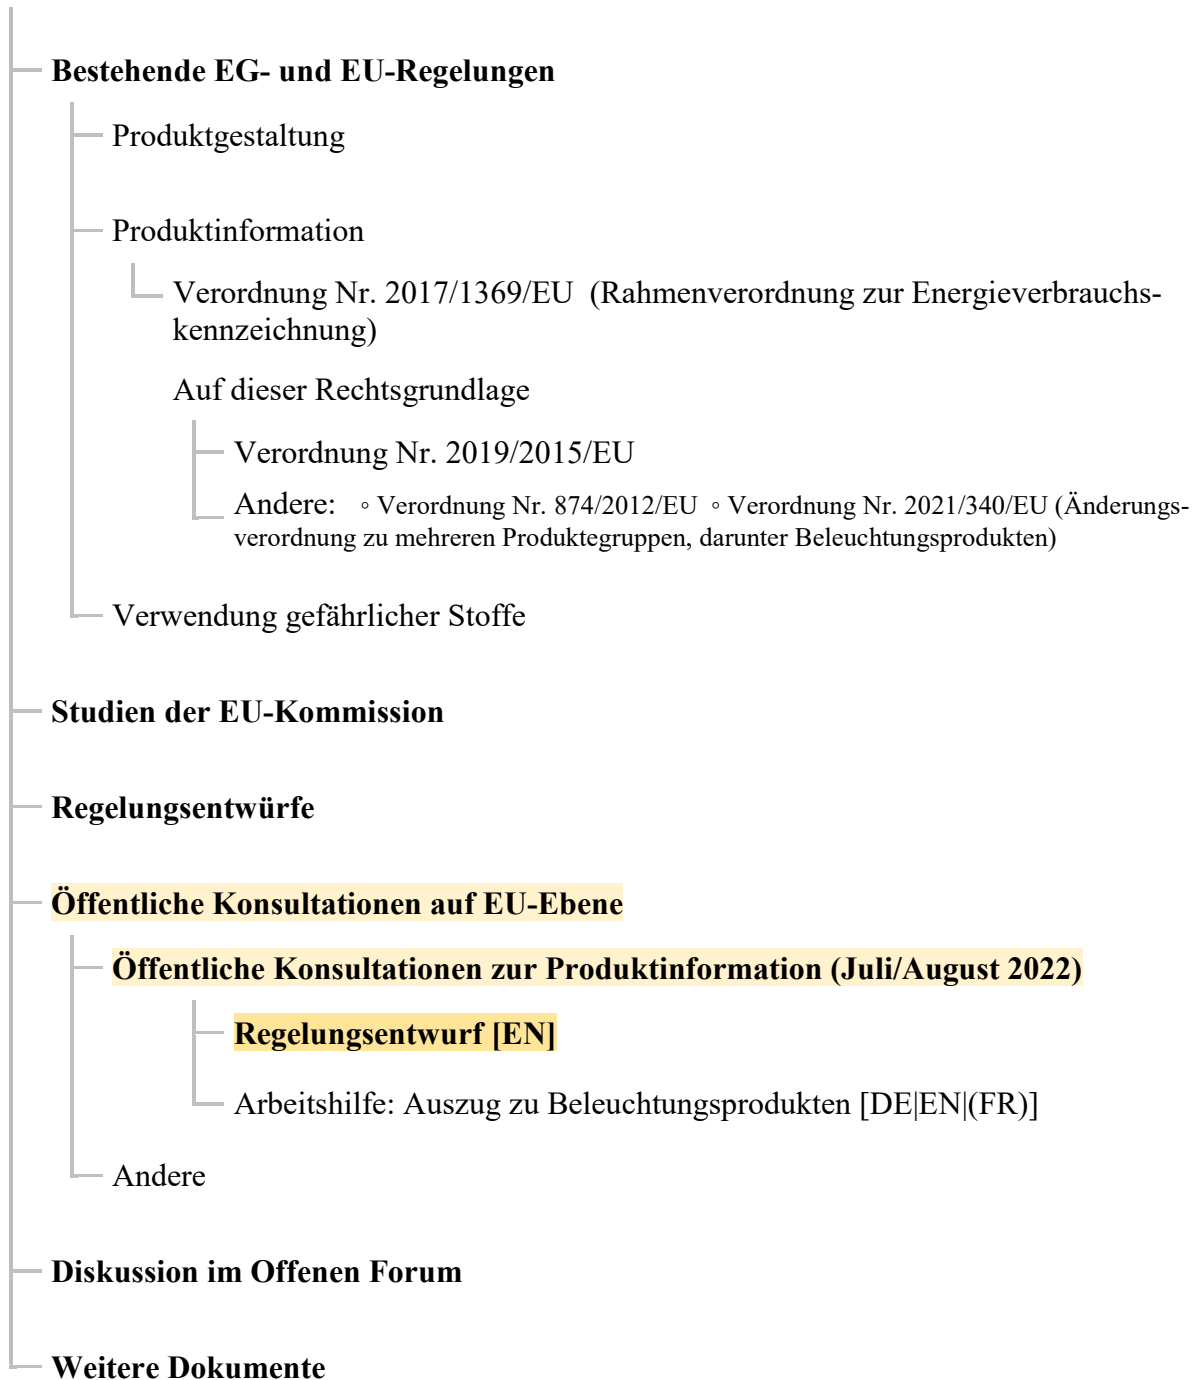 Bestehende EG- und EU-Regelungen
Produktgestaltung
Produktinformation
Verordnung Nr. 2017/1369/EU (Rahmenverordnung zur Energieverbrauchs-
kennzeichnung)
Auf dieser Rechtsgrundlage
Verordnung Nr. 2019/2015/EU
Andere: ◦ Verordnung Nr. 874/2012/EU ◦ Verordnung Nr. 2021/340/EU (Änderungs-
verordnung zu mehreren Produktegruppen, darunter Beleuchtungsprodukten)
Verwendung gefährlicher Stoffe
Studien der EU-Kommission
Regelungsentwürfe
Öffentliche Konsultationen auf EU-Ebene
Öffentliche Konsultationen zur Produktinformation (Juli/August 2022)
Regelungsentwurf [EN]
Arbeitshilfe: Auszug zu Beleuchtungsprodukten [DE|EN|(FR)]
Andere
Diskussion im Offenen Forum
Weitere Dokumente